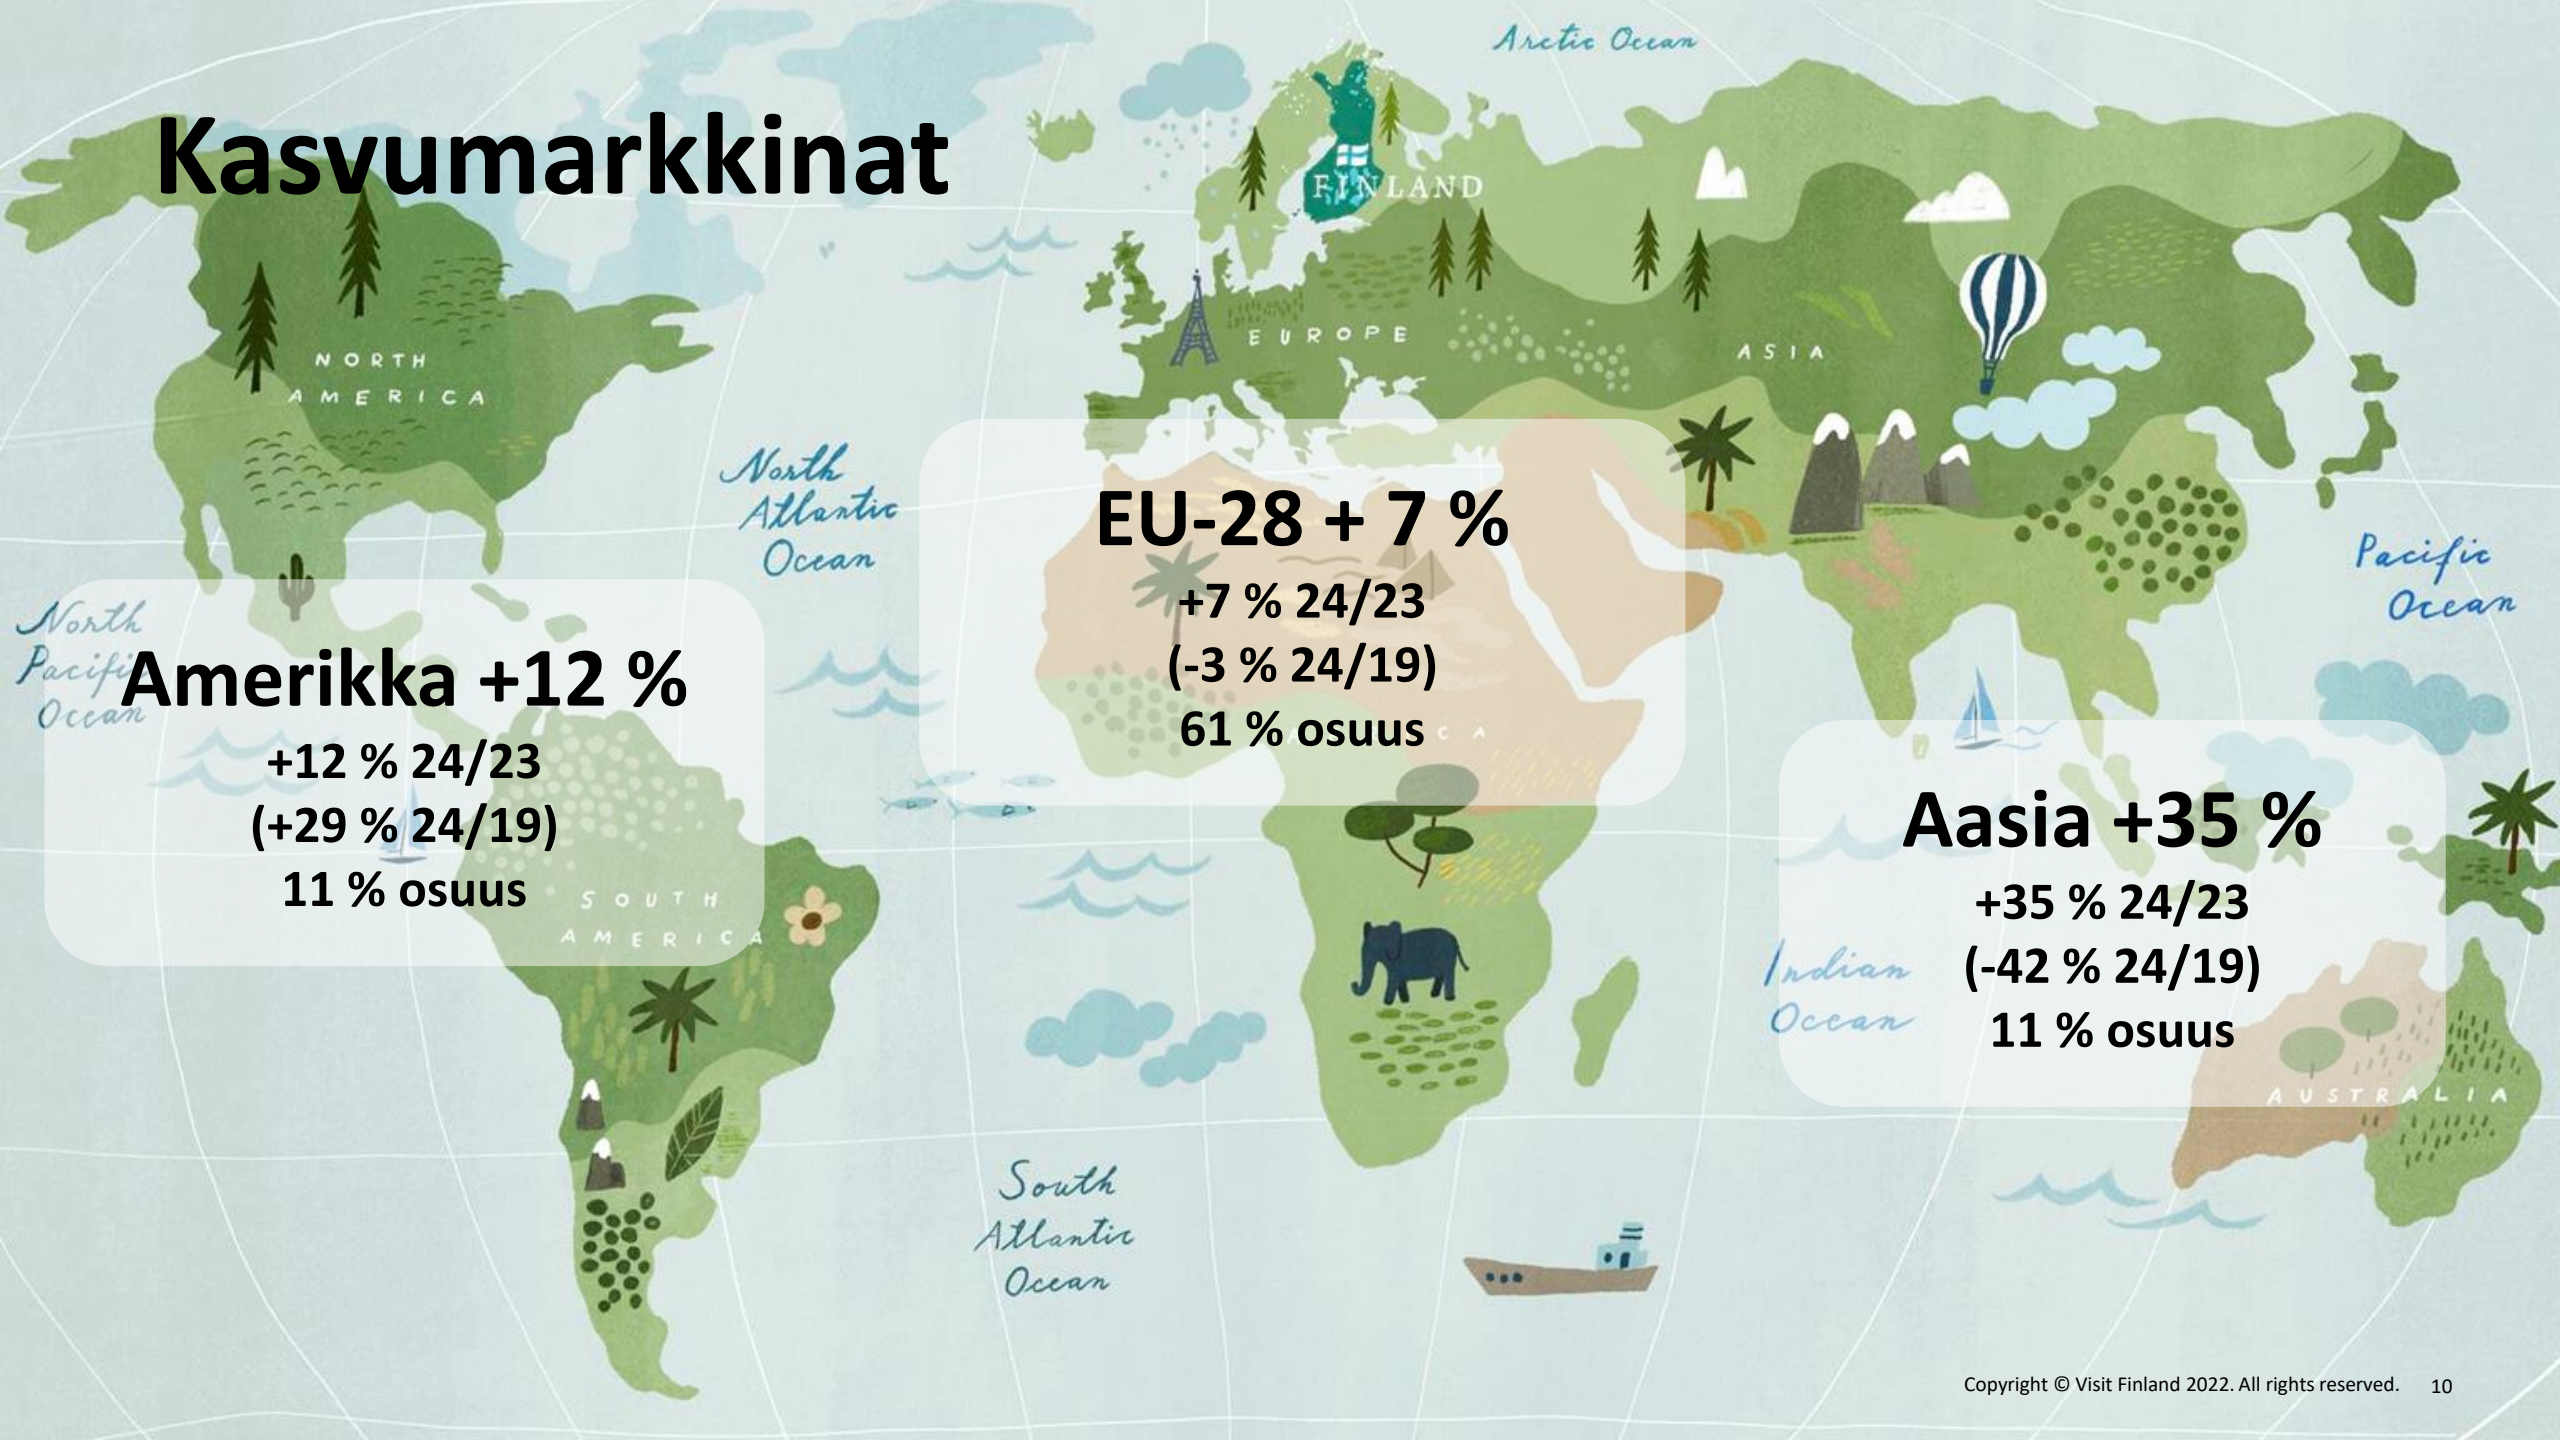 Kasvumarkkinat
Arctic Ocean
FINLAND
EUROPE
ASIA
NORTH
AMERICA
North
Atlantic
Ocean
Pacific
Ocean
North
Pacific
Ocean
EU-28 + 7 %
+7 % 24/23
(-3 % 24/19)
61 % osuus
Amerikka +12 %
+12 % 24/23
(+29 % 24/19)
11 % osuus
SOUTH
AMERICA
Aasia +35 %
+35 % 24/23
(-42 % 24/19)
11 % osuus
Indian
Ocean
AUSTRALIA
South
Atlantic
Ocean
Copyright © Visit Finland 2022. All rights reserved. 10